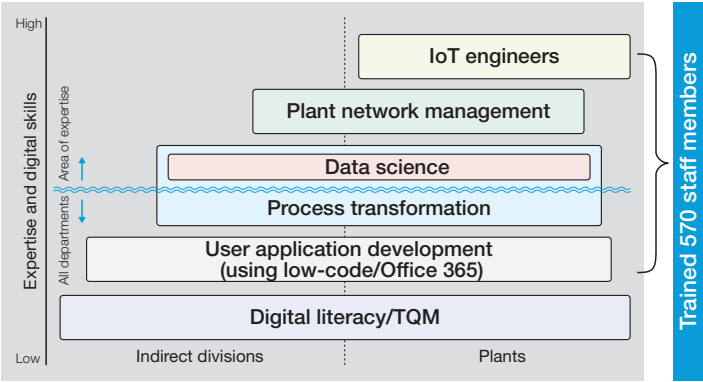 High
Expertise and digital skills
Area of expertise
All departments
Low
IoT engineers
Plant network management
Data science
Process transformation
User application development
(using low-code/Office 365)
Digital literacy/TQM
Indirect divisions
Plants
Trained 570 staff members